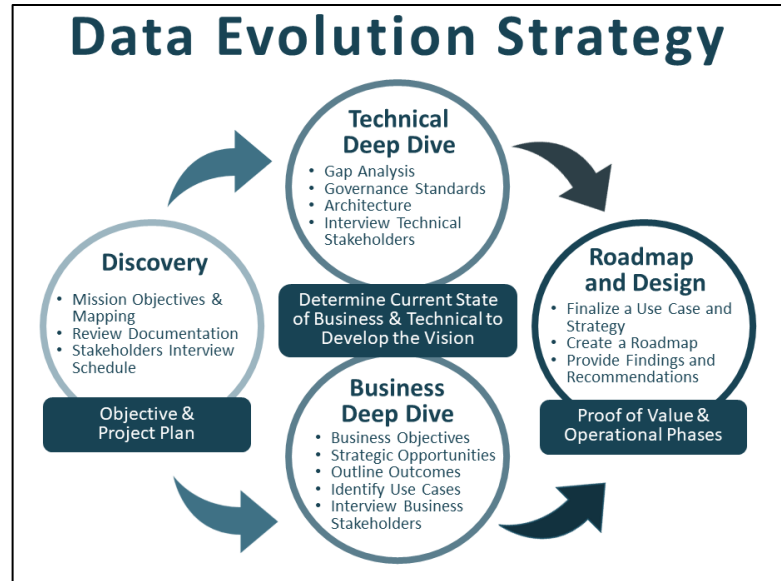 Data Evolution Strategy
Discovery
• Mission Objectives &
Mapping
• Review Documentation
• Stakeholders Interview
Schedule
Objective &
Project Plan
Technical
Deep Dive
• Gap Analysis
• Governance Standards
• Architecture
• Interview Technical
Stakeholders
Determine Current State
of Business & Technical to
Develop the Vision
Business
Deep Dive
• Business Objectives
• Strategic Opportunities
• Outline Outcomes
• Identify Use Cases
• Interview Business
Stakeholders
Roadmap
and Design
• Finalize a Use Case and
Strategy
• Create a Roadmap
• Provide Findings and
Recommendations
Proof of Value &
Operational Phases